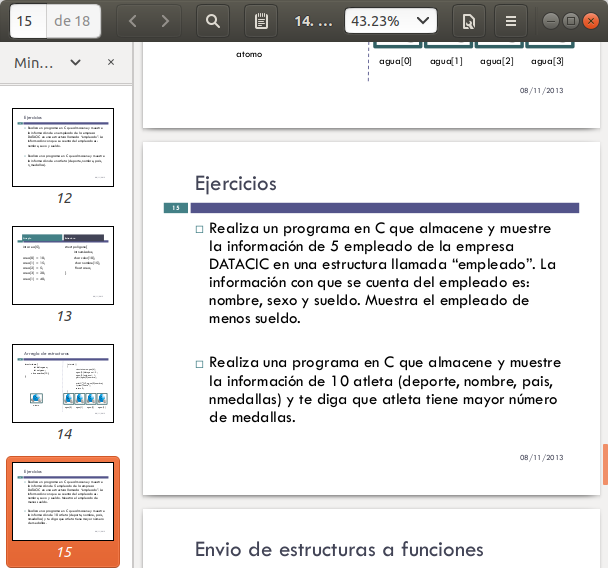 15 de 18
14. ...
43.23%
Min...
×
atomo
agua[0] agua[1] agua[2] agua[3]
08/11/2013
Ejercicios
15
Realiza un programa en C que almacene y muestre
la información de 5 empleado de la empresa
DATACIC en una estructura llamada “empleado”. La
información con que se cuenta del empleado es:
nombre, sexo y sueldo. Muestra el empleado de
menos sueldo.
Realiza una programa en C que almacene y muestre
la información de 10 atleta (deporte, nombre, pais,
nmedallas) y te diga que atleta tiene mayor número
de medallas.
08/11/2013
Envio de estructuras a funciones
Ejercicios
12
13
Arreglo de estructuras
14
Ejercicios
15